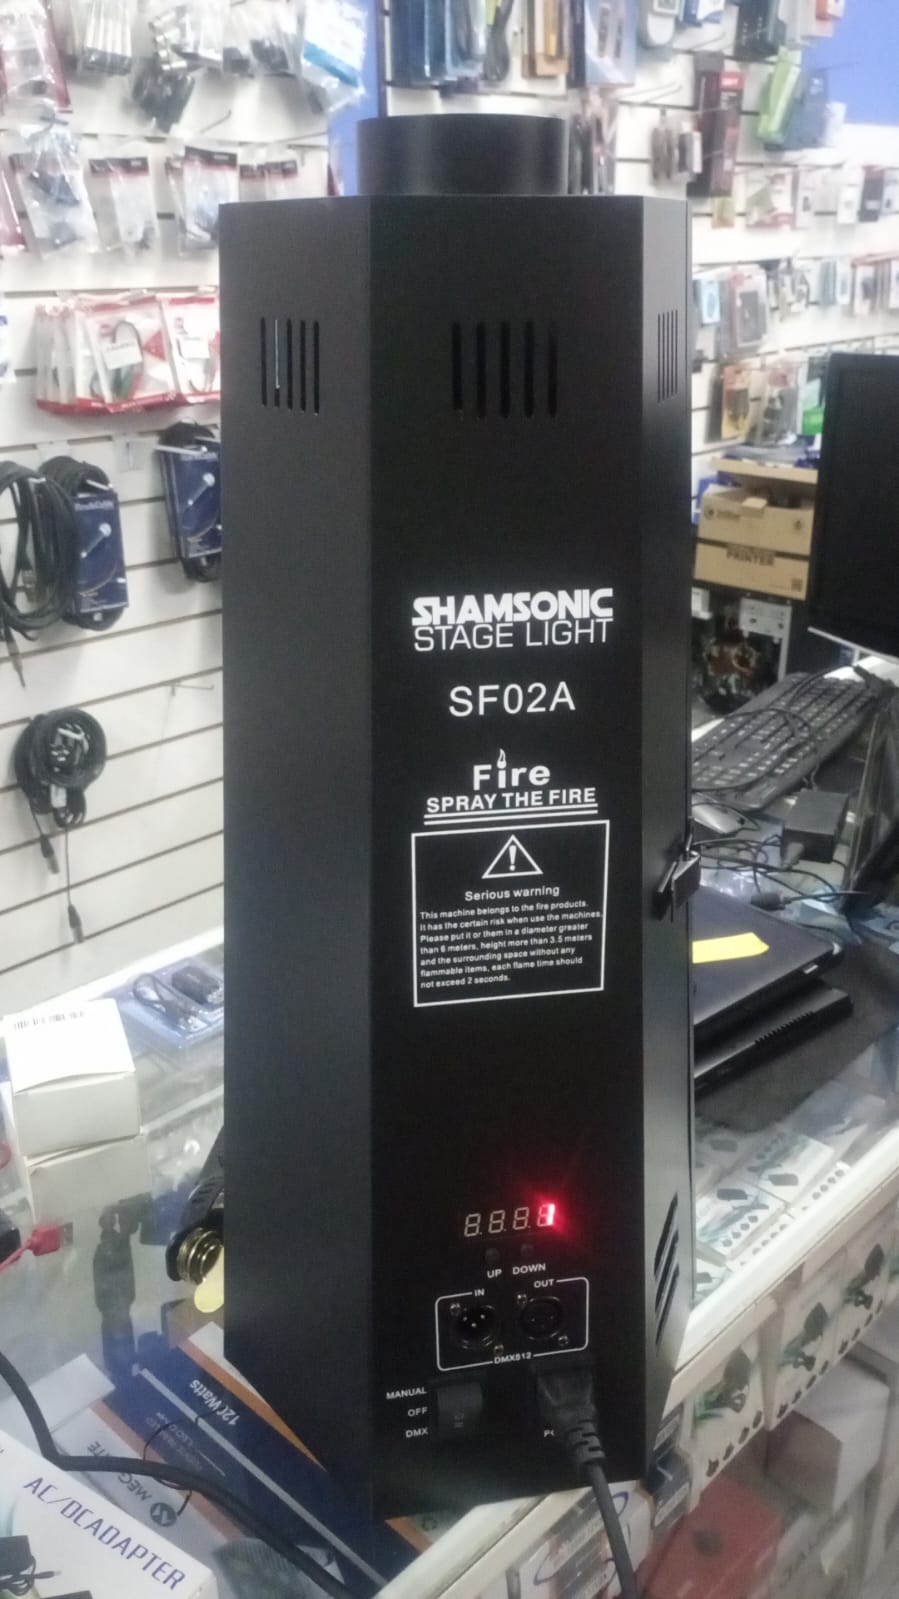 SHAMSONIC
STAGE LIGHT
SF02A
Fire
SPRAY THE FIRE
Serious warning
This machine belongs to the fire products.
It has the certain risk when use the machines.
Please put it or them in a diameter greater
than 6 meters, height more than 3.5 meters
and the surrounding space without any
flammable items, each flame time should
not exceed 2 seconds.
UP DOWN
IN OUT
DMX512
MANUAL
OFF
DMX
PRINTER
120 Watts
AC/DC ADAPTER